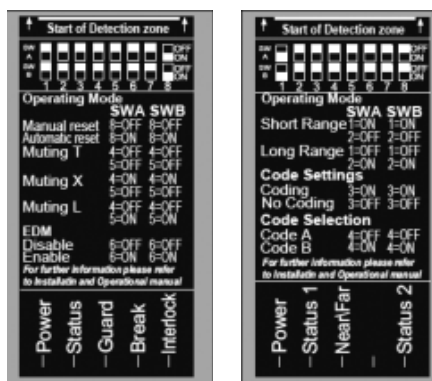 Start of Detection zone
SW A
OFF
ON
SW B
OFF
ON
1 2 3 4 5 6 7 8
Operating Mode
SWA SWB
Manual reset 8=OFF 8=OFF
Automatic reset 8=ON 8=ON
Muting T 4=OFF 4=OFF
5=OFF 5=OFF
Muting X 4=ON 4=ON
5=OFF 5=OFF
Muting L 4=OFF 4=OFF
5=ON 5=ON
EDM
Disable 6=OFF 6=OFF
Enable 6=ON 6=ON
For further information please refer
to Installatin and Operational manual
Power
Status
Guard
Break
Interlock
Start of Detection zone
SW A
OFF
ON
SW B
OFF
ON
1 2 3 4 5 6 7 8
Operating Mode
SWA SWB
Short Range 1=ON 1=ON
2=OFF 2=OFF
Long Range 1=OFF 1=OFF
2=ON 2=ON
Code Settings
Coding 3=ON 3=ON
No Coding 3=OFF 3=OFF
Code Selection
Code A 4=OFF 4=OFF
Code B 4=ON 4=ON
For further information please refer
to Installatin and Operational manual
Power
Status 1
Near\Far
Status 2